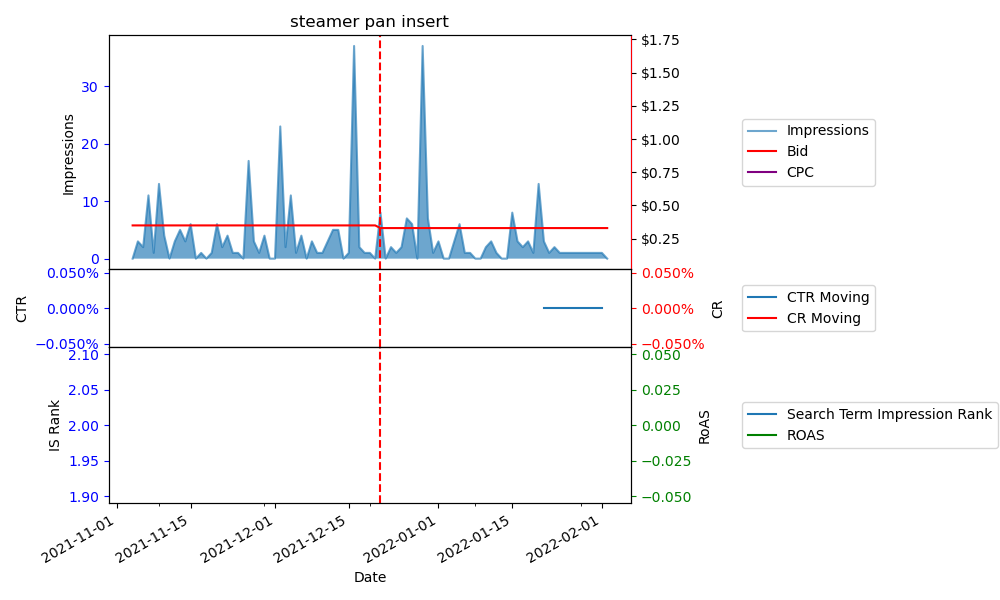 steamer pan insert
Impressions
30
20
10
0
$1.75
$1.50
$1.25
$1.00
$0.75
$0.50
$0.25
Impressions
Bid
CPC
CTR
0.050%
0.000%
−0.050%
0.050%
0.000%
−0.050%
CR
CTR Moving
CR Moving
IS Rank
2.10
2.05
2.00
1.95
1.90
0.050
0.025
0.000
−0.025
−0.050
RoAS
Search Term Impression Rank
ROAS
2021-11-01
2021-11-15
2021-12-01
2021-12-15
2022-01-01
2022-01-15
2022-02-01
Date